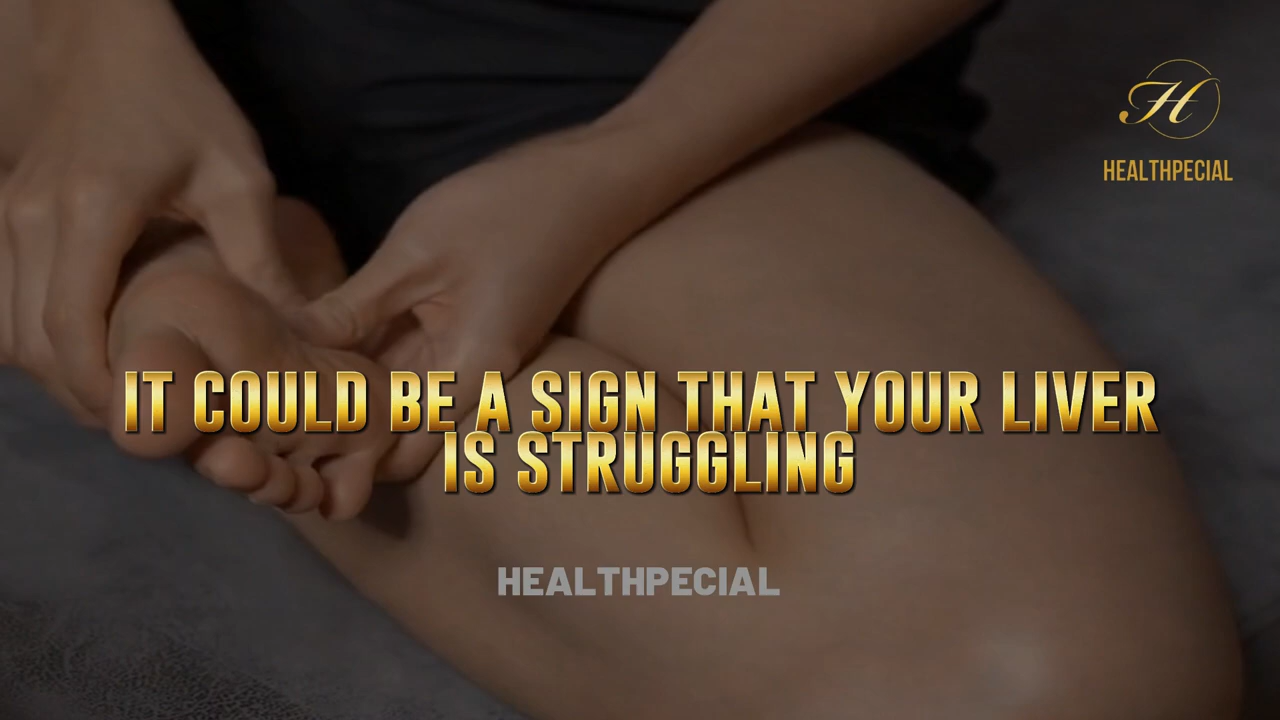 H
HEALTHPECIAL
IT COULD BE A SIGN THAT YOUR LIVER
IS STRUGGLING
HEALTHPECIAL